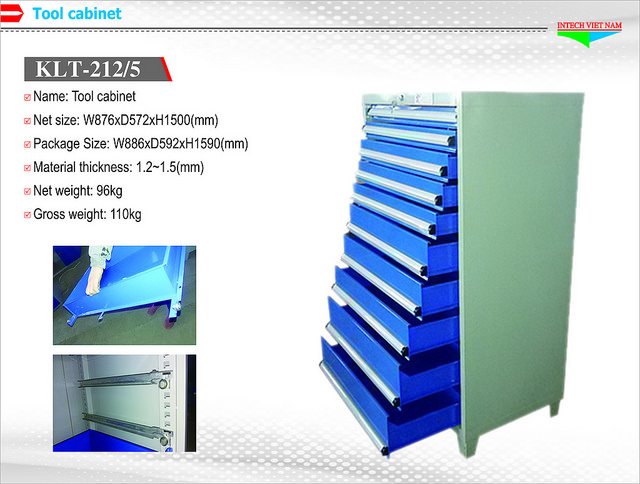 Tool cabinet
INTECH VIET NAM
KLT-212/5
Name: Tool cabinet
Net size: W876xD572xH1500(mm)
Package Size: W886xD592xH1590(mm)
Material thickness: 1.2~1.5(mm)
Net weight: 96kg
Gross weight: 110kg